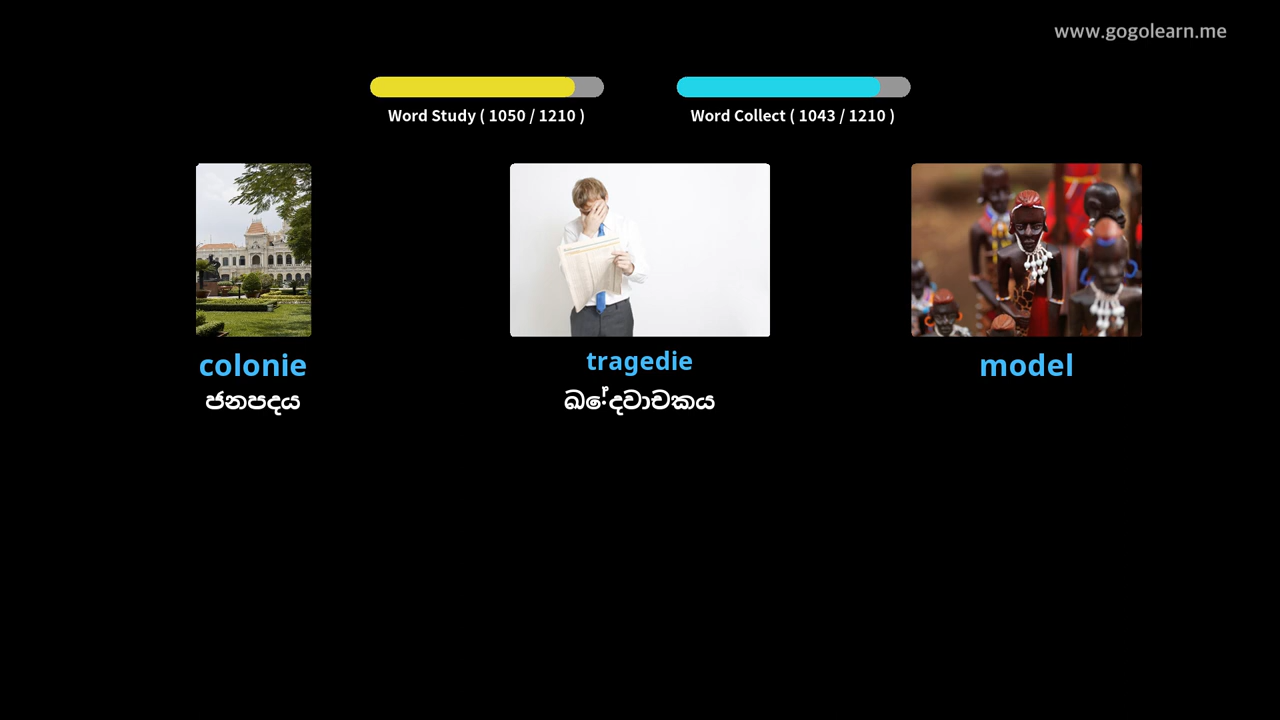 www.gogolearn.me
Word Study ( 1050 / 1210 )
Word Collect ( 1043 / 1210 )
colonie
tragedie
model
ජනපදය
ඛේදවාචකය